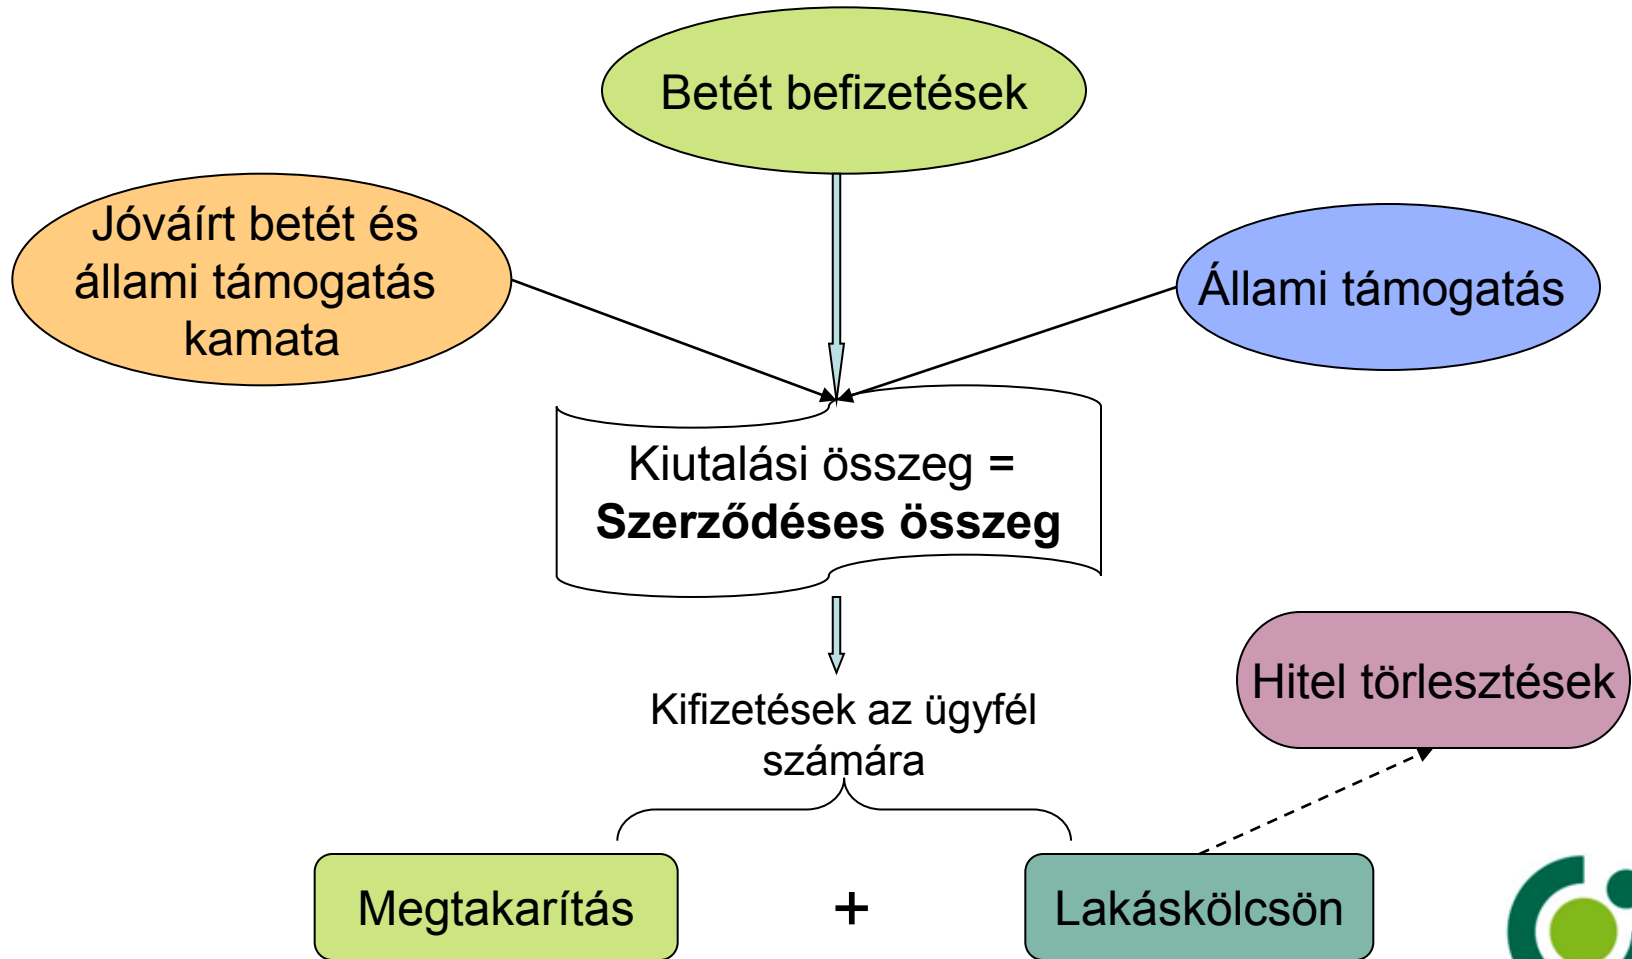 Betét befizetések
Jóváírt betét és
állami támogatás
kamata
Állami támogatás
Kiutalási összeg =
Szerződéses összeg
Hitel törlesztések
Kifizetések az ügyfél
számára
Megtakarítás
+
Lakáskölcsön